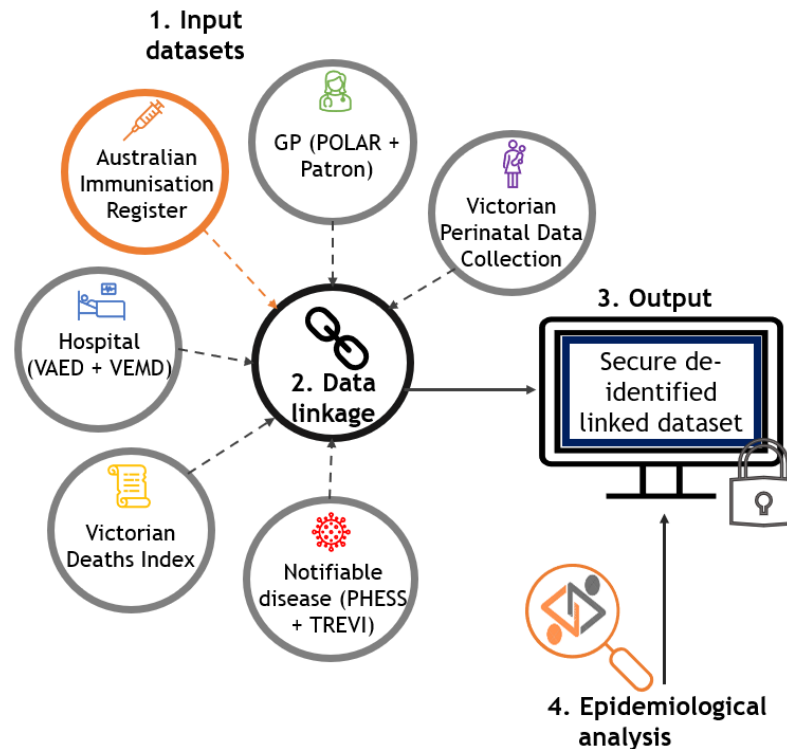 1. Input
datasets
Australian
Immunisation
Register
GP (POLAR +
Patron)
Victorian
Perinatal Data
Collection
Hospital
(VAED + VEMD)
2. Data
linkage
3. Output
Secure de-
identified
linked dataset
Victorian
Deaths Index
Notifiable
disease (PHESS
+ TREVI)
4. Epidemiological
analysis